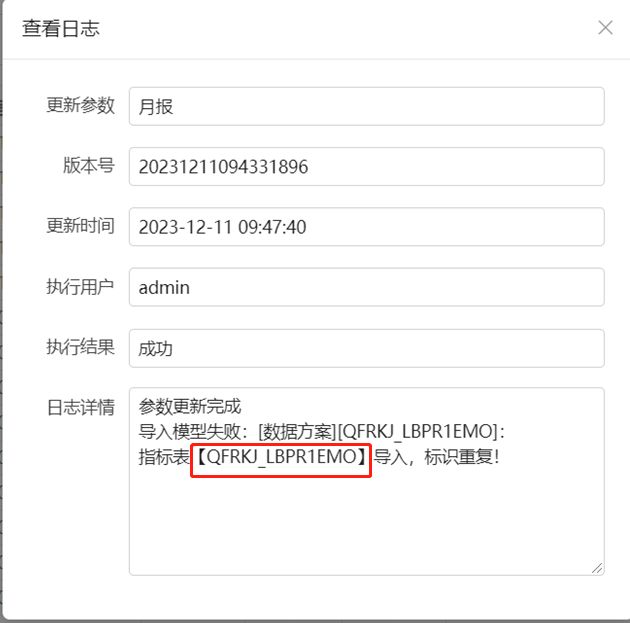 查看日志
更新参数 月报
版本号 20231211094331896
更新时间 2023-12-11 09:47:40
执行用户 admin
执行结果 成功
日志详情 参数更新完成
导入模型失败：[数据方案][QFRKJ_LBPR1EMO]：
指标表【QFRKJ_LBPR1EMO】导入，标识重复！